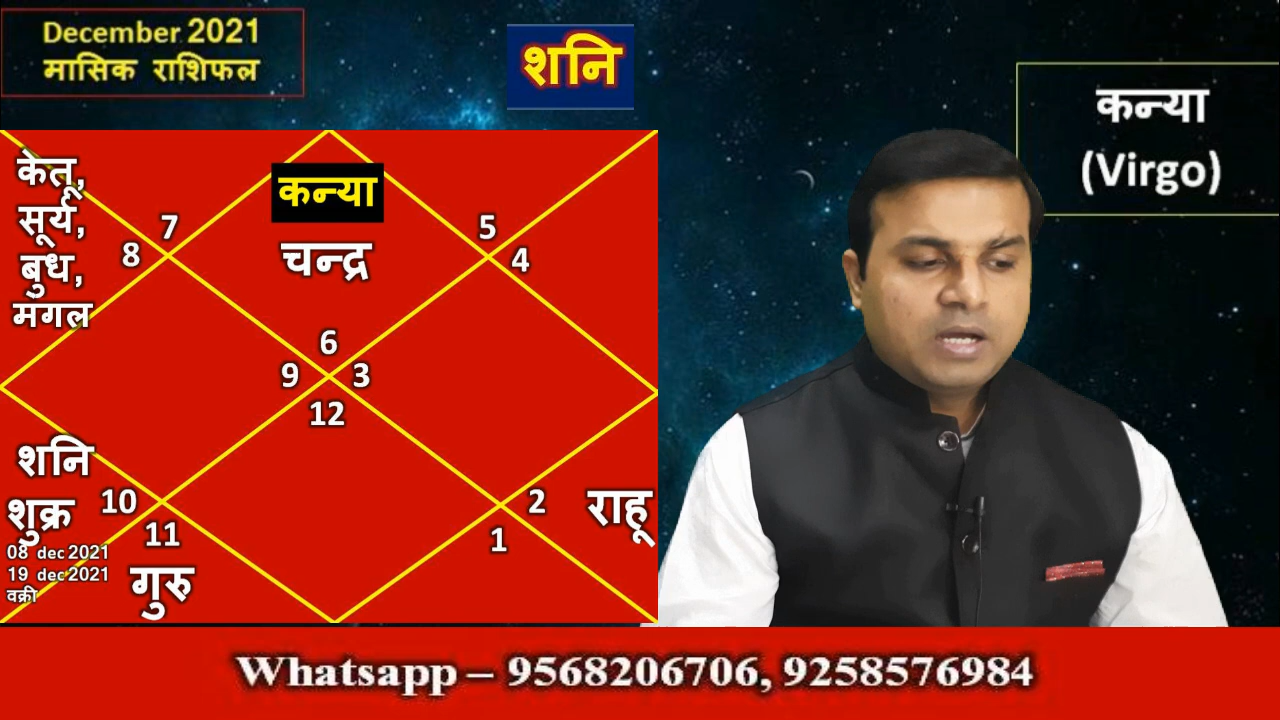 December 2021
मासिक राशिफल
शनि
कन्या
(Virgo)
केतू,
सूर्य,
बुध,
मंगल
7
8
कन्या
चन्द्र
5
4
6
9
3
12
शनि
शुक्र
08 dec 2021
19 dec 2021
वक्री
10
11
गुरु
2
1
राहू
Whatsapp – 9568206706, 9258576984